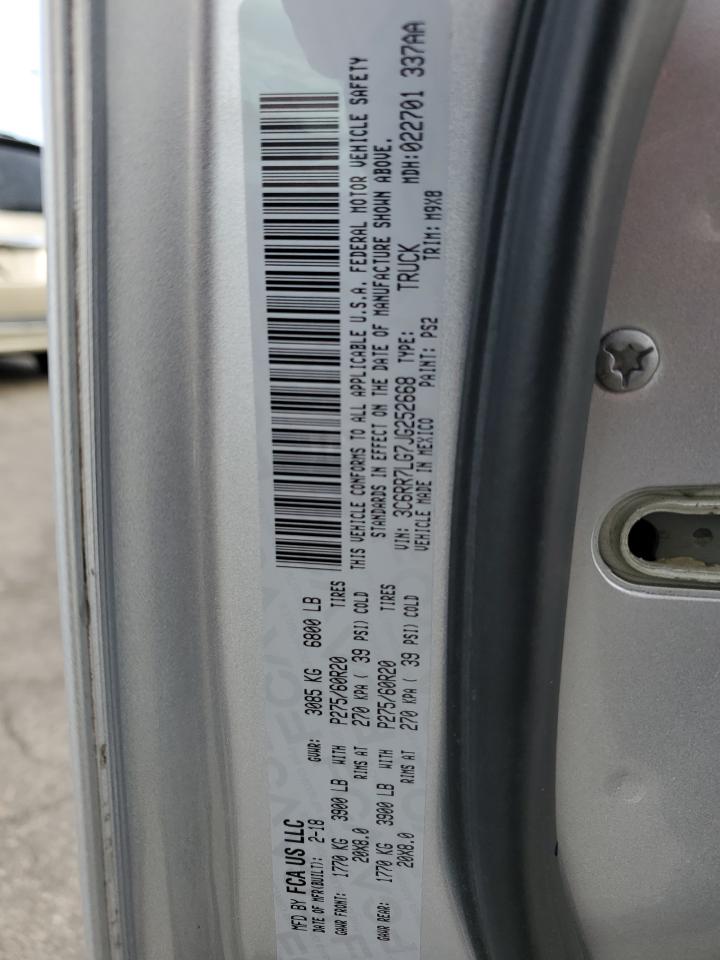 MFD BY FCA US LLC
DATE OF MFR(BUILT): 2-18 GVWR: 3085 KG 6800 LB
GAWR FRONT: 1770 KG 3900 LB WITH P275/60R20 TIRES
20X8.0 RIMS AT 270 KPA ( 39 PSI) COLD
GAWR REAR: 1770 KG 3900 LB WITH P275/60R20 TIRES
20X8.0 RIMS AT 270 KPA ( 39 PSI) COLD
THIS VEHICLE CONFORMS TO ALL APPLICABLE U.S.A. FEDERAL MOTOR VEHICLE SAFETY
STANDARDS IN EFFECT ON THE DATE OF MANUFACTURE SHOWN ABOVE.
VIN: 3C6RR7LG7JG252668 TYPE: TRUCK MDH:022701 337AA
VEHICLE MADE IN MEXICO PAINT: PS2 TRIM: M9X8